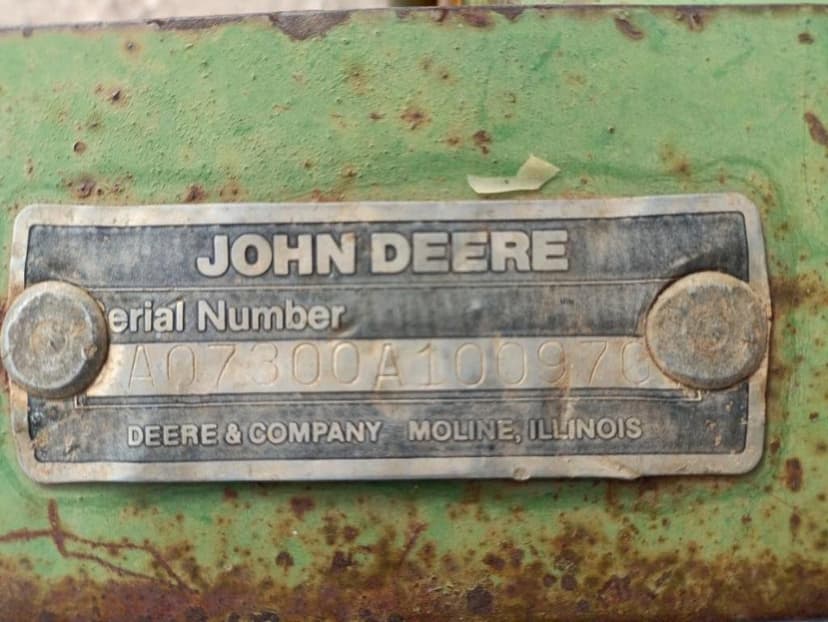 JOHN DEERE
erial Number
A07300A100970
DEERE & COMPANY MOLINE, ILLINOIS